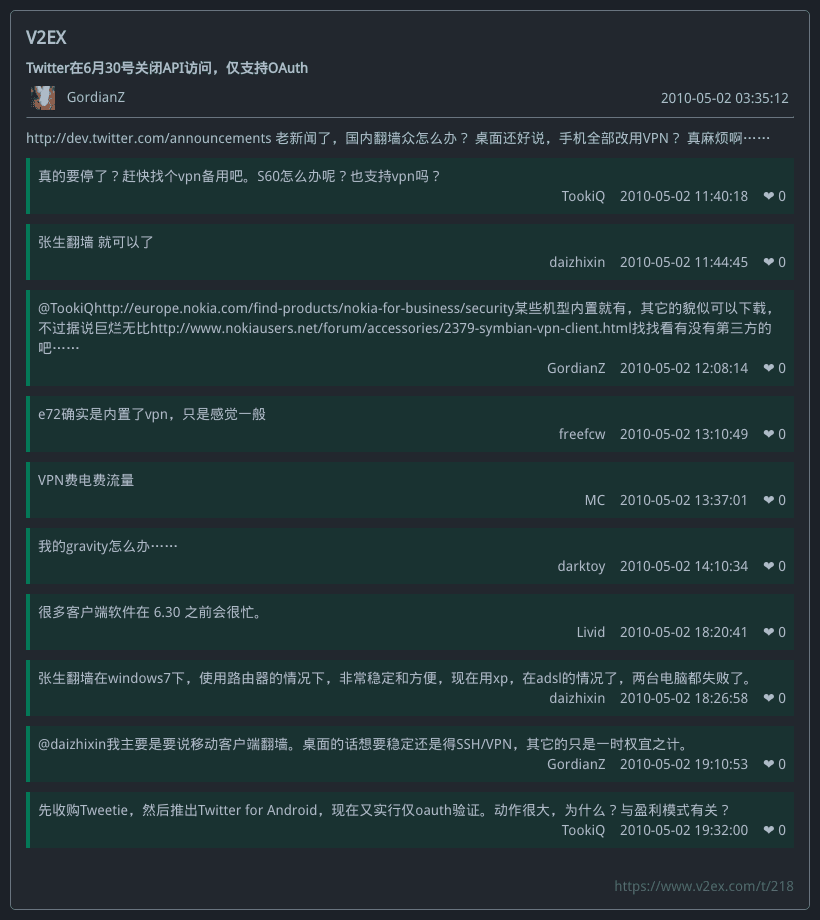 V2EX
Twitter在6月30号关闭API访问，仅支持OAuth
GordianZ 2010-05-02 03:35:12
http://dev.twitter.com/announcements 老新闻了，国内翻墙众怎么办？ 桌面还好说，手机全部改用VPN？ 真麻烦啊……
真的要停了？赶快找个vpn备用吧。S60怎么办呢？也支持vpn吗？
TookiQ 2010-05-02 11:40:18 ❤ 0
张生翻墙 就可以了
daizhixin 2010-05-02 11:44:45 ❤ 0
@TookiQhttp://europe.nokia.com/find-products/nokia-for-business/security某些机型内置就有，其它的貌似可以下载，
不过据说巨烂无比http://www.nokiausers.net/forum/accessories/2379-symbian-vpn-client.html找找看有没有第三方的
吧……
GordianZ 2010-05-02 12:08:14 ❤ 0
e72确实是内置了vpn，只是感觉一般
freefcw 2010-05-02 13:10:49 ❤ 0
VPN费电费流量
MC 2010-05-02 13:37:01 ❤ 0
我的gravity怎么办……
darktoy 2010-05-02 14:10:34 ❤ 0
很多客户端软件在 6.30 之前会很忙。
Livid 2010-05-02 18:20:41 ❤ 0
张生翻墙在windows7下，使用路由器的情况下，非常稳定和方便，现在用xp，在adsl的情况了，两台电脑都失败了。
daizhixin 2010-05-02 18:26:58 ❤ 0
@daizhixin我主要是要说移动客户端翻墙。桌面的话想要稳定还是得SSH/VPN，其它的只是一时权宜之计。
GordianZ 2010-05-02 19:10:53 ❤ 0
先收购Tweetie，然后推出Twitter for Android，现在又实行仅oauth验证。动作很大，为什么？与盈利模式有关？
TookiQ 2010-05-02 19:32:00 ❤ 0
https://www.v2ex.com/t/218